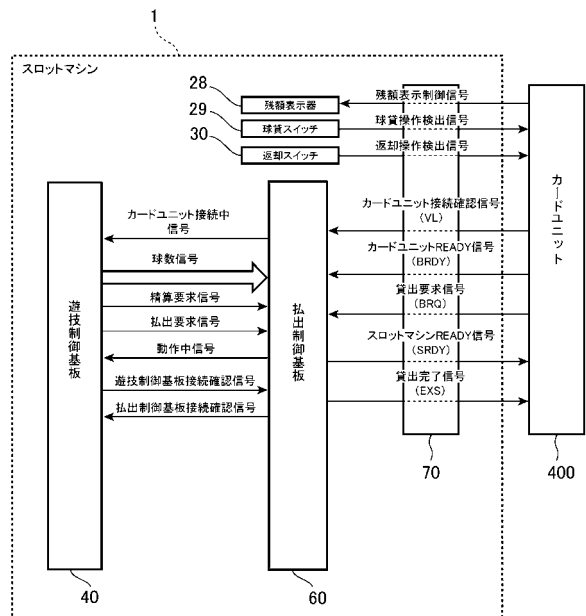 1
スロットマシン
28
残額表示器
残額表示制御信号
29
球貸スイッチ
球貸操作検出信号
30
返却スイッチ
返却操作検出信号
カードユニット接続中
信号
球数信号
精算要求信号
払出要求信号
動作中信号
遊技制御基板接続確認信号
払出制御基板接続確認信号
遊技制御基板
払出制御基板
カードユニット接続確認信号
(VL)
カードユニットREADY信号
(BRDY)
貸出要求信号
(BRQ)
スロットマシンREADY信号
(SRDY)
貸出完了信号
(EXS)
カードユニット
40
60
70
400